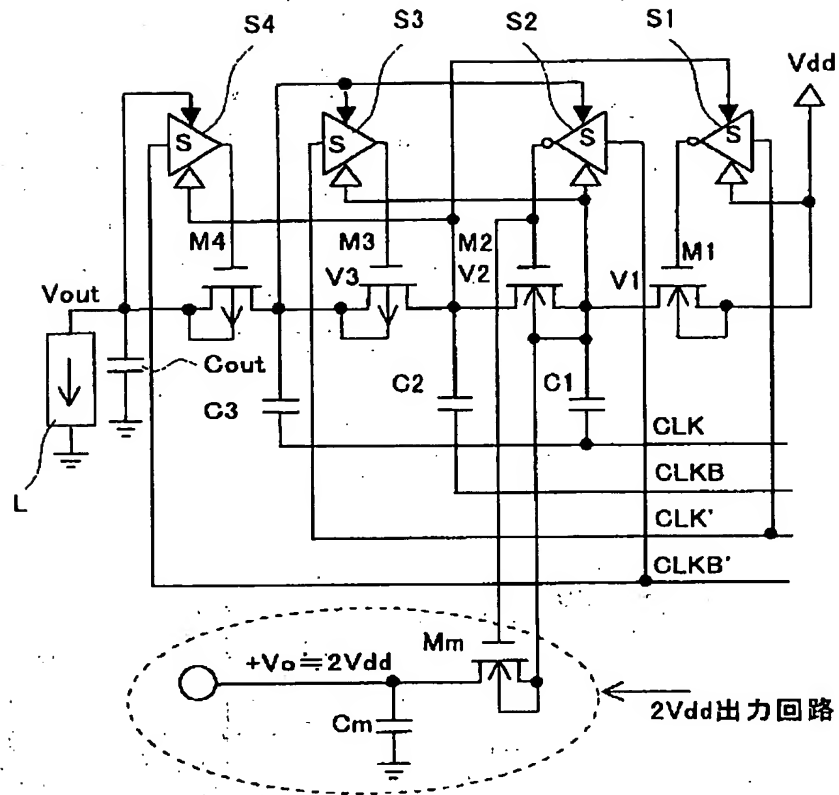 S4
S3
S2
S1
Vdd
S
S
S
S
M4
M3
M2
M1
Vout
V3
V2
V1
Cout
C3
C2
C1
CLK
CLKB
L
CLK'
CLKB'
Mm
+Vo≒2Vdd
Cm
2Vdd出力回路